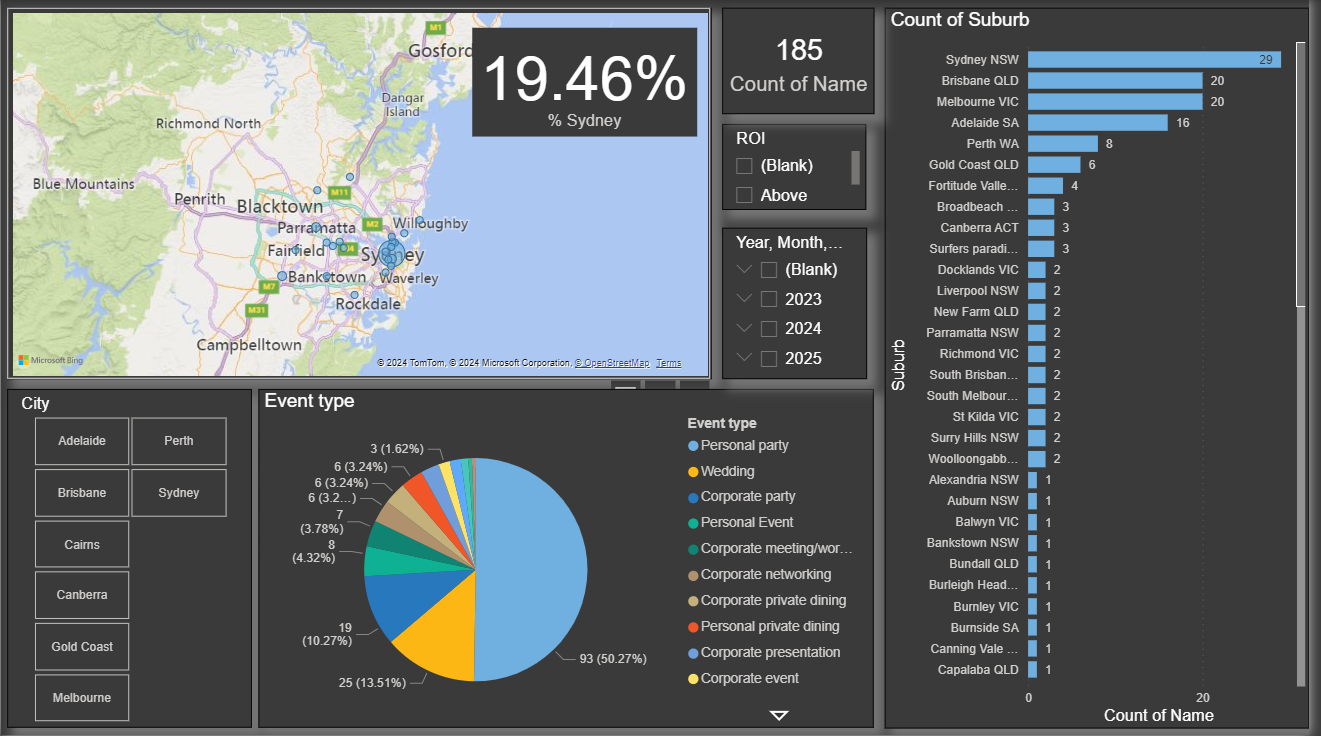 M1
Gosford
19.46%
% Sydney
Dangar
Island
Richmond North
Blue Mountains
Penrith
M11
Blacktown
M2
Willoughby
Parramatta
Fairfield
Bankstown
Waverley
M7
Rockdale
M31
Campbelltown
Microsoft Bing
© 2024 TomTom, © 2024 Microsoft Corporation, © OpenStreetMap Terms
185
Count of Name
ROI
(Blank)
Above
Year, Month,...
(Blank)
2023
2024
2025
City
Adelaide
Perth
Brisbane
Sydney
Cairns
Canberra
Gold Coast
Melbourne
Event type
3 (1.62%)
6 (3.24%)
6 (3.24%)
6 (3.2...)
7
(3.78%)
8
(4.32%)
19
(10.27%)
25 (13.51%)
93 (50.27%)
Event type
Personal party
Wedding
Corporate party
Personal Event
Corporate meeting/wor...
Corporate networking
Corporate private dining
Personal private dining
Corporate presentation
Corporate event
Count of Suburb
Suburb
Sydney NSW 29
Brisbane QLD 20
Melbourne VIC 20
Adelaide SA 16
Perth WA 8
Gold Coast QLD 6
Fortitude Valle... 4
Broadbeach ... 3
Canberra ACT 3
Surfers paradi... 3
Docklands VIC 2
Liverpool NSW 2
New Farm QLD 2
Parramatta NSW 2
Richmond VIC 2
South Brisban... 2
South Melbour... 2
St Kilda VIC 2
Surry Hills NSW 2
Woolloongabb... 2
Alexandria NSW 1
Auburn NSW 1
Balwyn VIC 1
Bankstown NSW 1
Bundall QLD 1
Burleigh Head... 1
Burnley VIC 1
Burnside SA 1
Canning Vale ... 1
Capalaba QLD 1
0 20
Count of Name